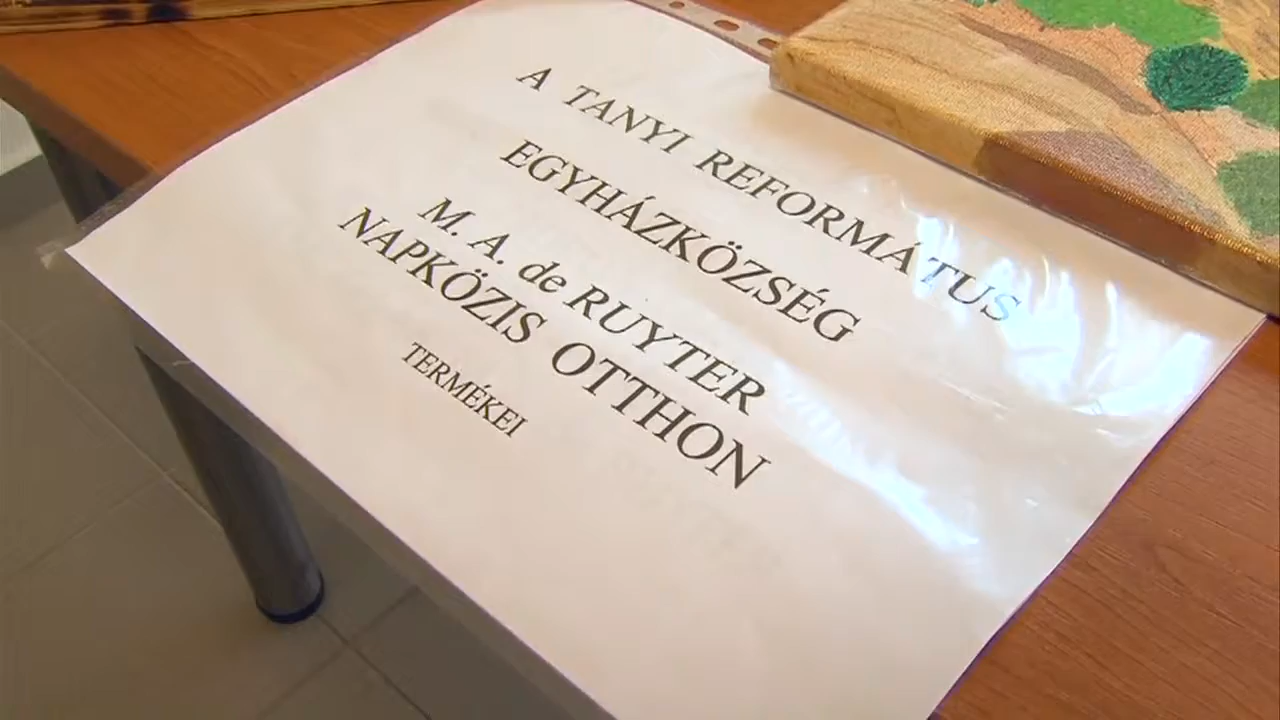 A TANYI REFORMÁTUS
EGYHÁZKÖZSÉG
M. A. de RUYTER
NAPKÖZIS OTTHON
TERMÉKEI